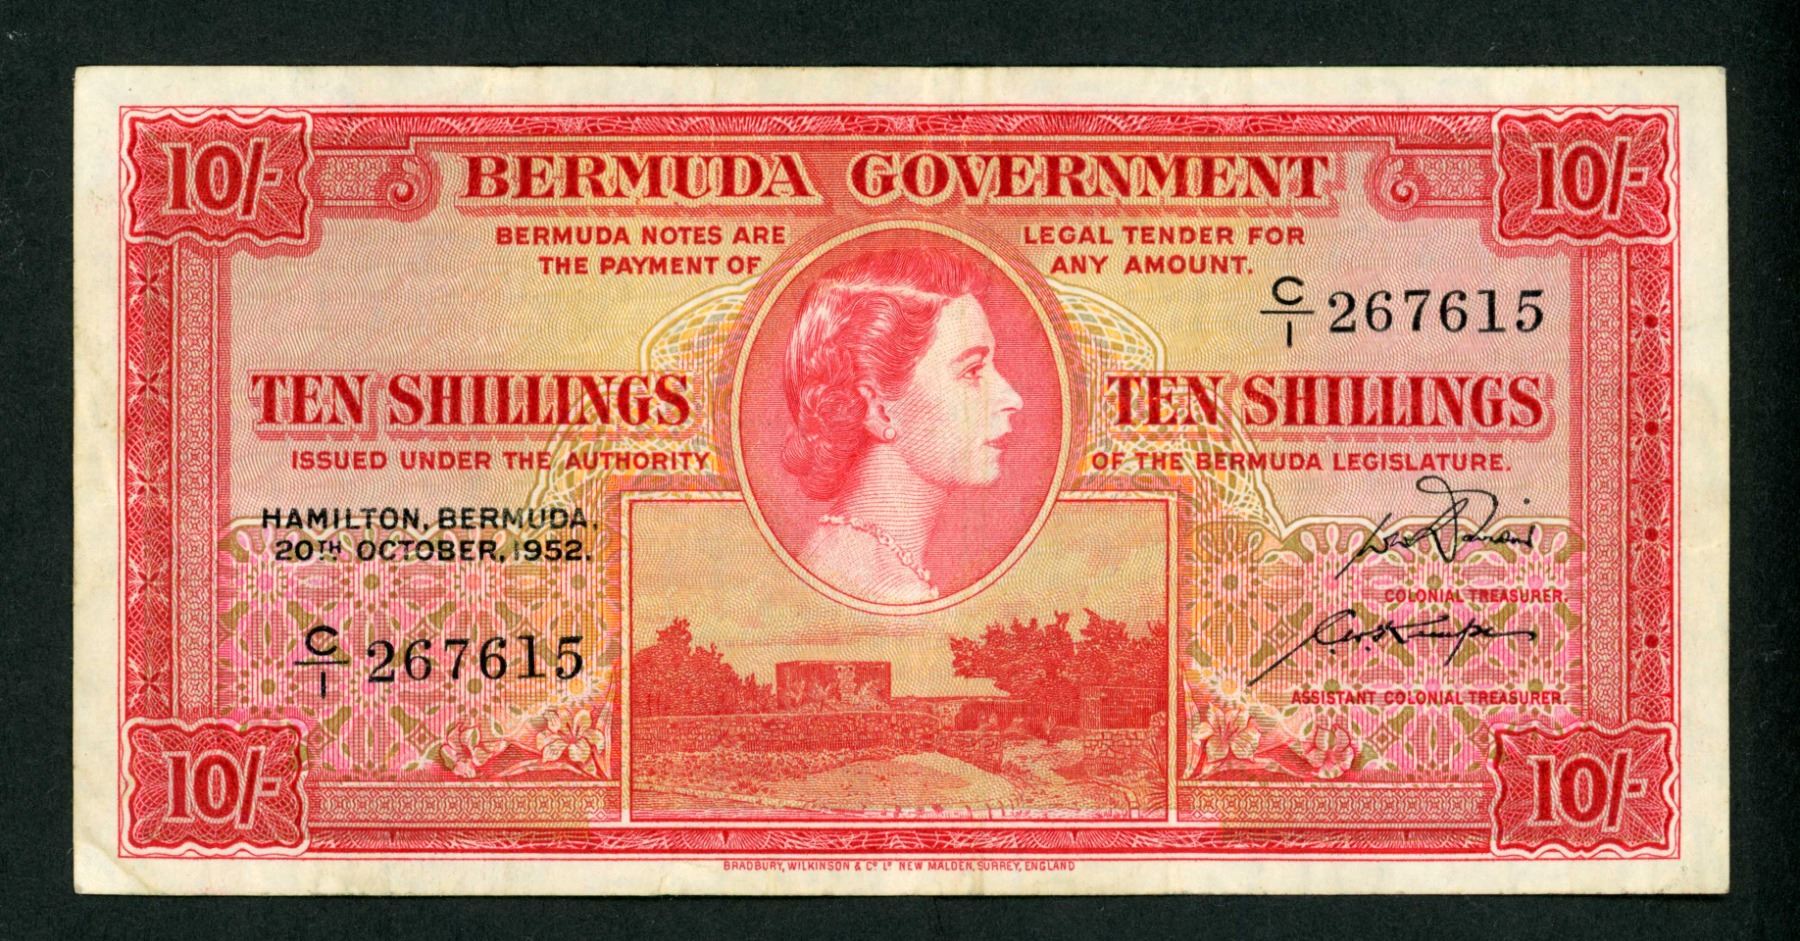 10/-
BERMUDA GOVERNMENT
10/-
BERMUDA NOTES ARE LEGAL TENDER FOR
THE PAYMENT OF ANY AMOUNT.
C/1 267615
TEN SHILLINGS
TEN SHILLINGS
ISSUED UNDER THE AUTHORITY OF THE BERMUDA LEGISLATURE.
HAMILTON, BERMUDA,
20TH OCTOBER, 1952.
COLONIAL TREASURER.
C/1 267615
ASSISTANT COLONIAL TREASURER.
10/-
10/-
BRADBURY, WILKINSON & Cº Lº NEW MALDEN, SURREY, ENGLAND